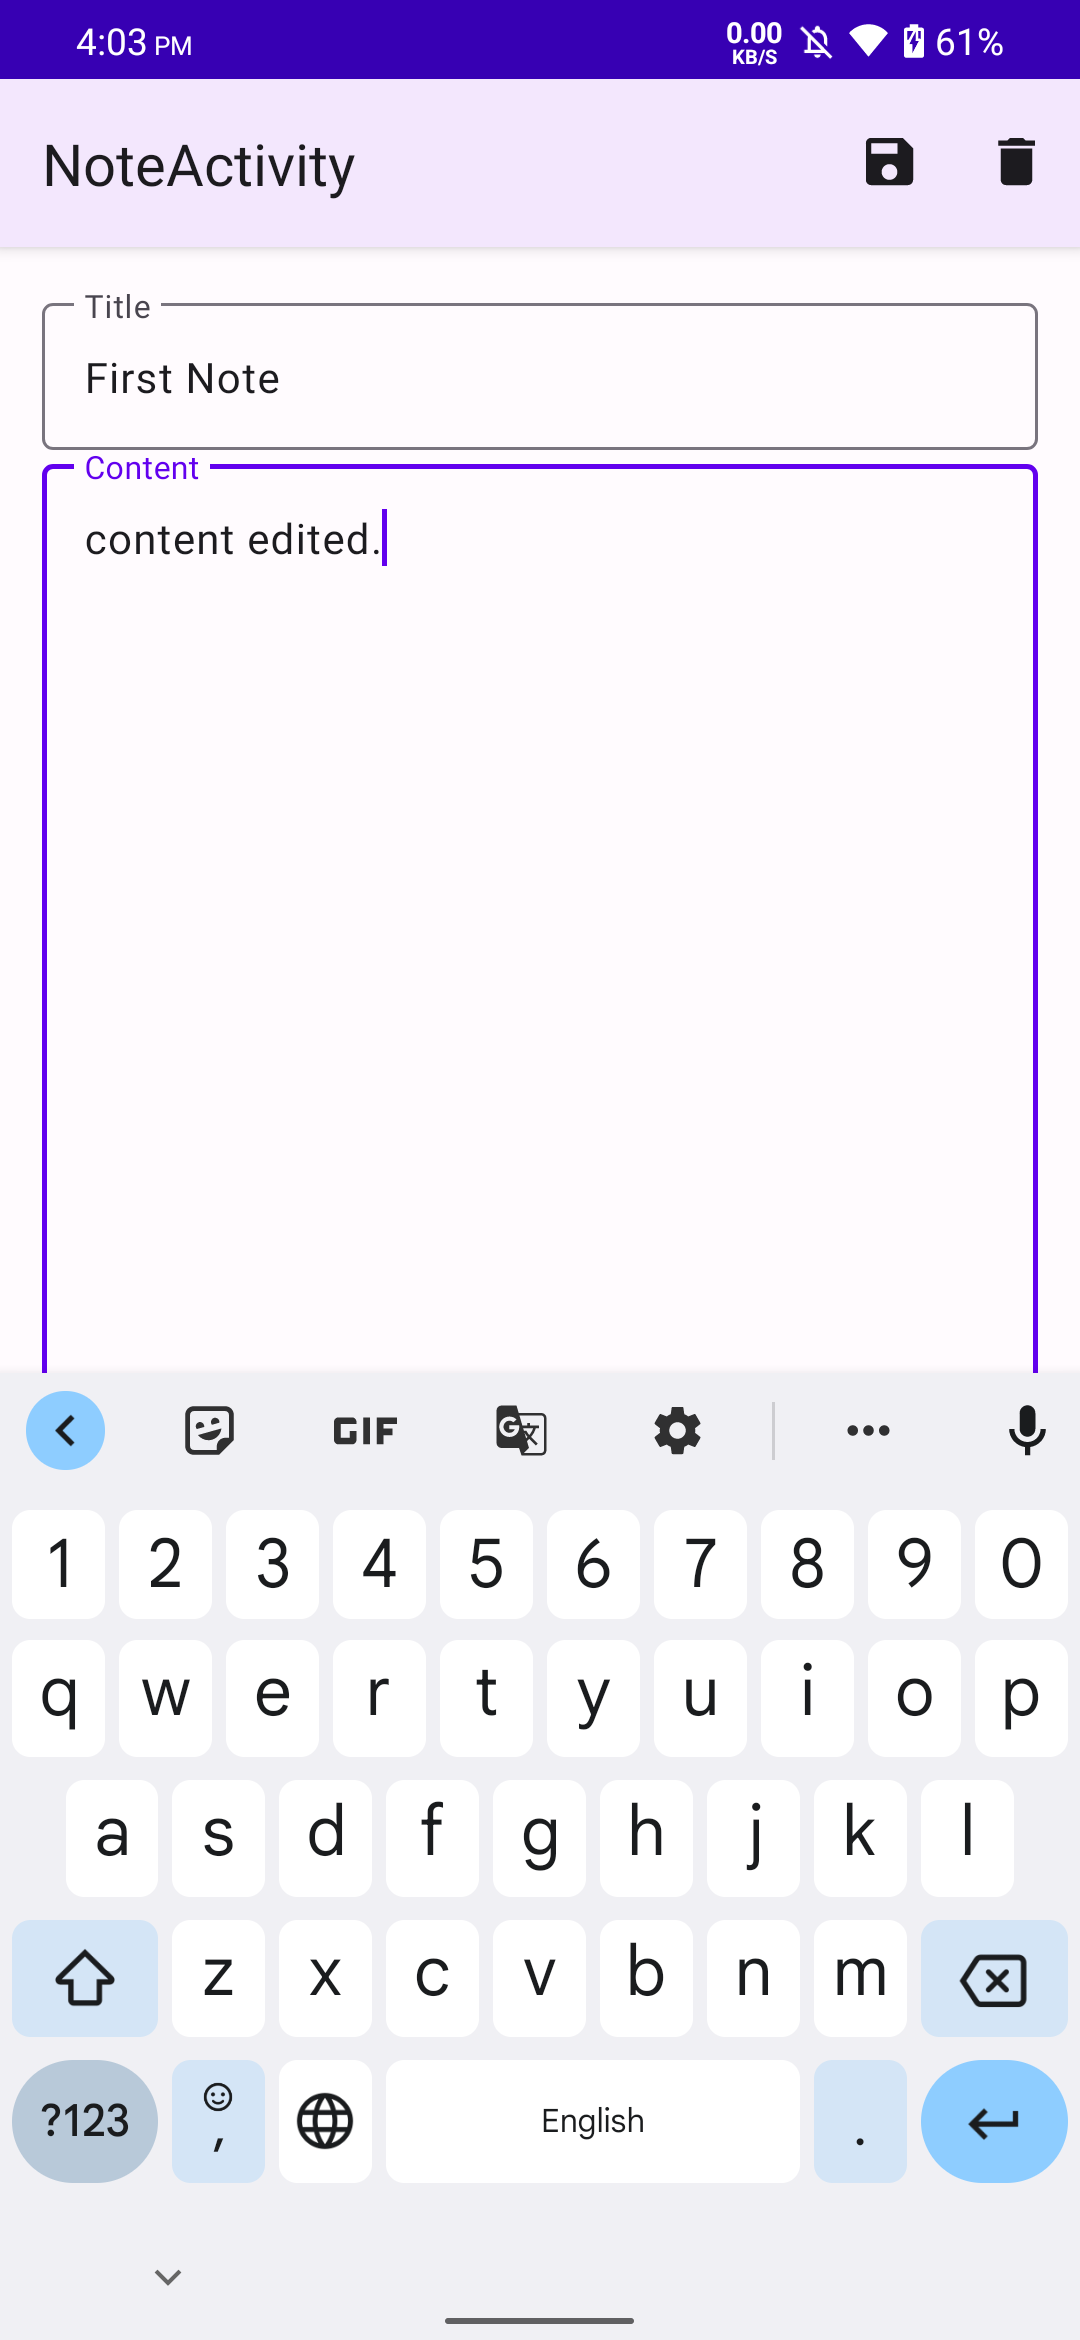 4:03 PM 0.00 KB/S 61%
NoteActivity
Title
First Note
Content
content edited.
GIF G 文
1 2 3 4 5 6 7 8 9 0
q w e r t y u i o p
a s d f g h j k l
z x c v b n m
?123 , English .